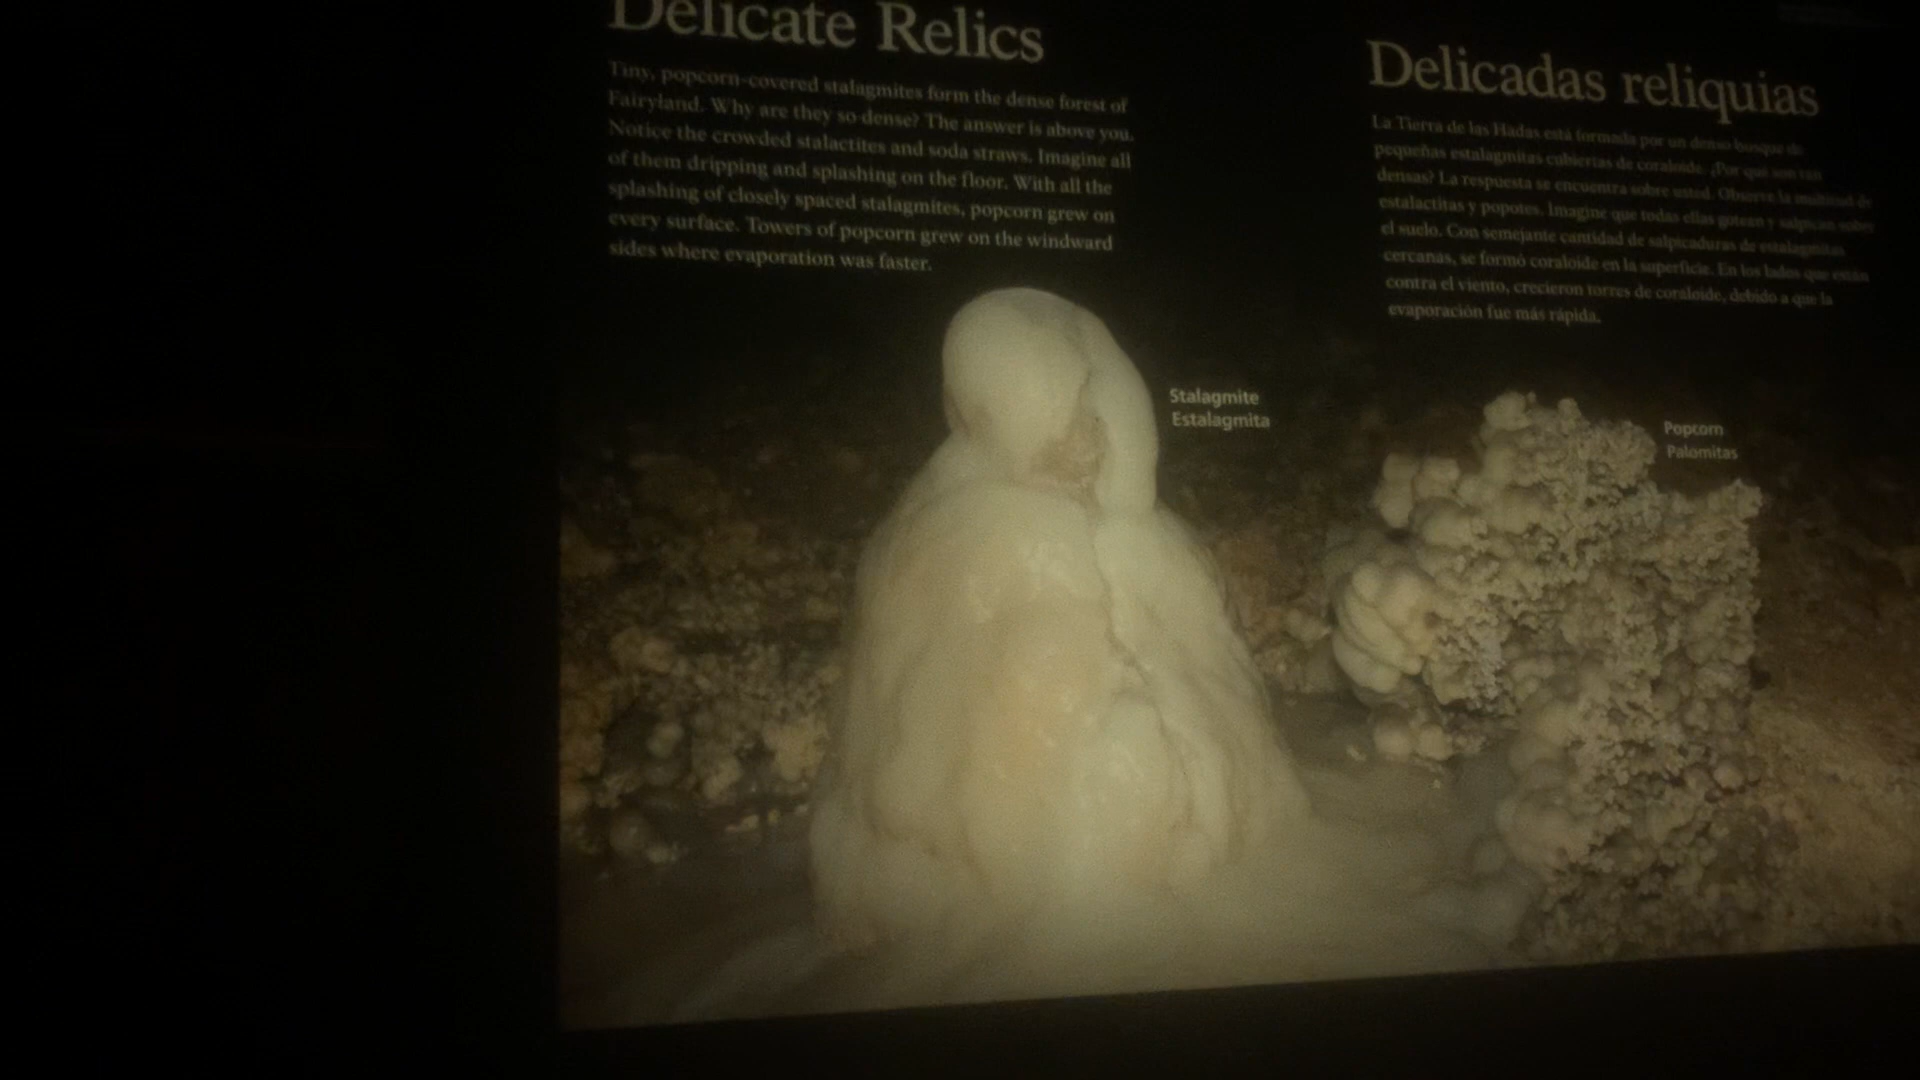 Delicate Relics
Tiny, popcorn-covered stalagmites form the dense forest of
Fairyland. Why are they so dense? The answer is above you.
Notice the crowded stalactites and soda straws. Imagine all
of them dripping and splashing on the floor. With all the
splashing of closely spaced stalagmites, popcorn grew on
every surface. Towers of popcorn grew on the windward
sides where evaporation was faster.
Delicadas reliquias
La Tierra de las Hadas está formada por un denso bosque de
pequeñas estalagmitas cubiertas de coraloide. ¿Por qué son tan
densas? La respuesta se encuentra sobre usted. Observe la multitud de
estalactitas y popotes. Imagine que todas ellas gotean y salpican sobre
el suelo. Con semejante cantidad de salpicaduras de estalagmitas
cercanas, se formó coraloide en la superficie. En los lados que están
contra el viento, crecieron torres de coraloide, debido a que la
evaporación fue más rápida.
Stalagmite
Estalagmita
Popcorn
Palomitas